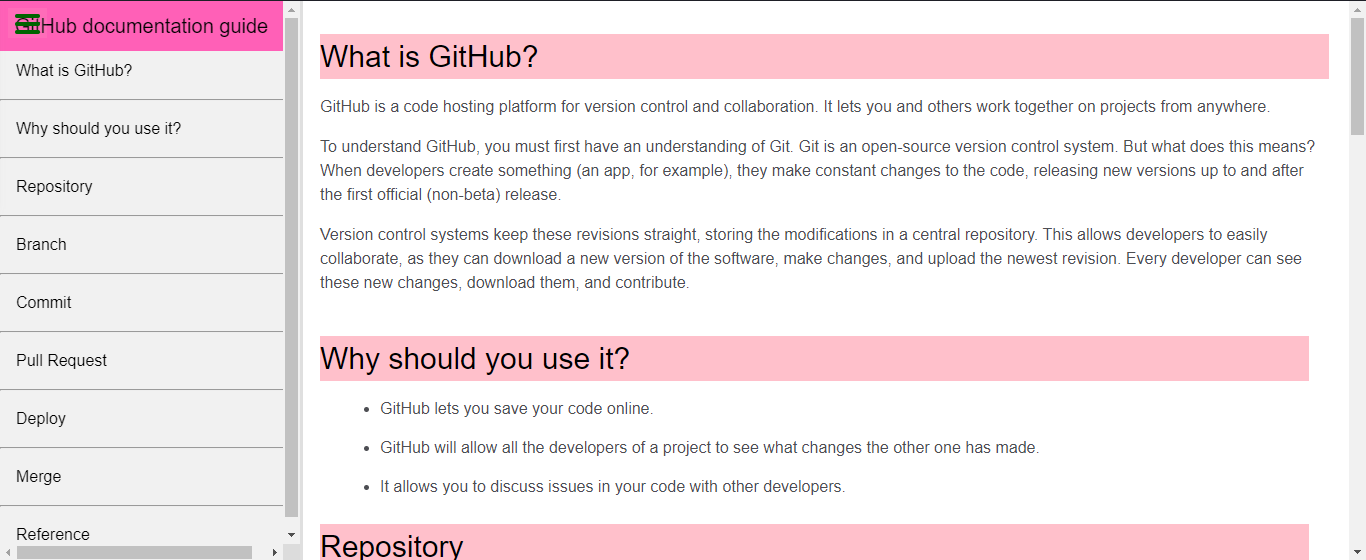 GitHub documentation guide
What is GitHub?
Why should you use it?
Repository
Branch
Commit
Pull Request
Deploy
Merge
Reference
What is GitHub?
GitHub is a code hosting platform for version control and collaboration. It lets you and others work together on projects from anywhere.
To understand GitHub, you must first have an understanding of Git. Git is an open-source version control system. But what does this means?
When developers create something (an app, for example), they make constant changes to the code, releasing new versions up to and after
the first official (non-beta) release.
Version control systems keep these revisions straight, storing the modifications in a central repository. This allows developers to easily
collaborate, as they can download a new version of the software, make changes, and upload the newest revision. Every developer can see
these new changes, download them, and contribute.
Why should you use it?
• GitHub lets you save your code online.
• GitHub will allow all the developers of a project to see what changes the other one has made.
• It allows you to discuss issues in your code with other developers.
Repository